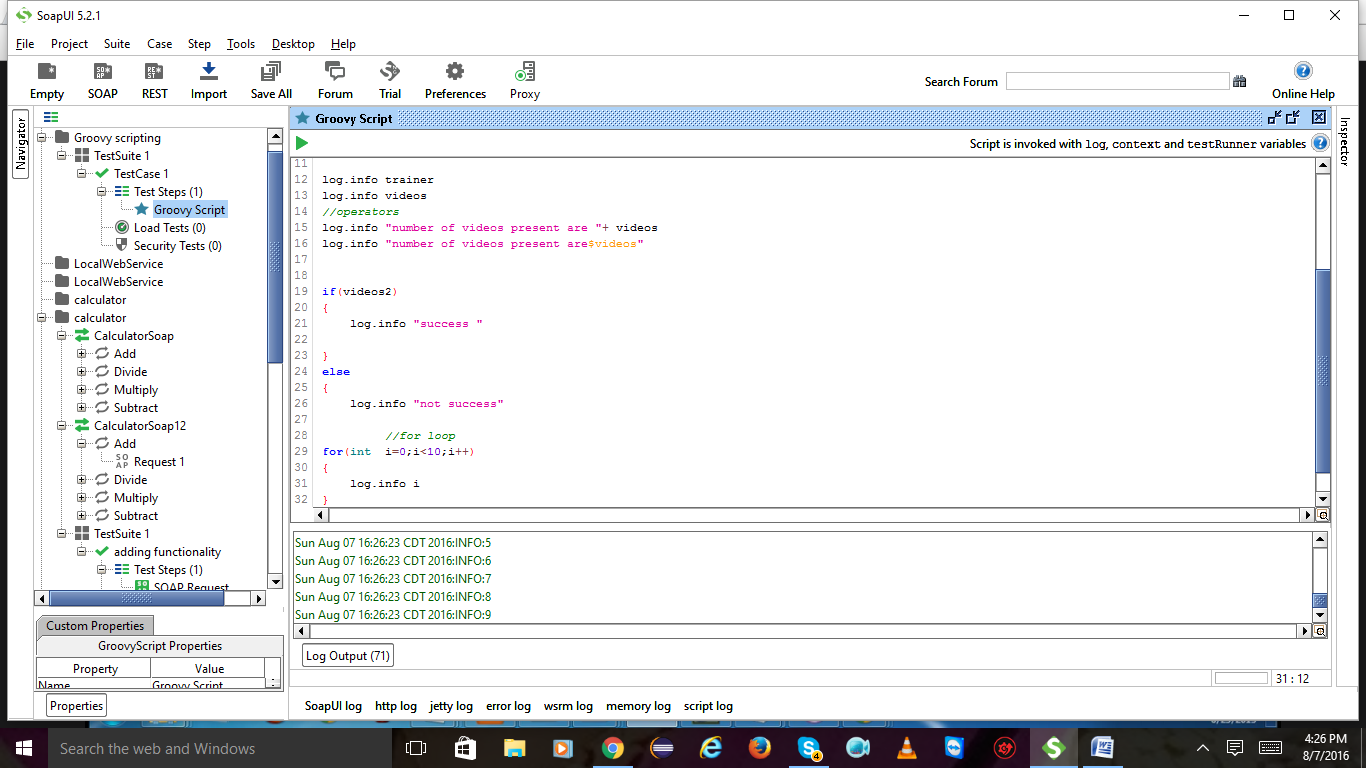 SoapUI 5.2.1
File Project Suite Case Step Tools Desktop Help
Empty SOAP REST Import Save All Forum Trial Preferences Proxy Search Forum Online Help
Navigator
Groovy scripting
TestSuite 1
TestCase 1
Test Steps (1)
Groovy Script
Load Tests (0)
Security Tests (0)
LocalWebService
LocalWebService
calculator
calculator
CalculatorSoap
Add
Divide
Multiply
Subtract
CalculatorSoap12
Add
Request 1
Divide
Multiply
Subtract
TestSuite 1
adding functionality
Test Steps (1)
SOAP Request
Custom Properties
GroovyScript Properties
Property Value
Name Groovy Script
Properties
Groovy Script
Script is invoked with log, context and testRunner variables
Inspector
11
12 log.info trainer
13 log.info videos
14 //operators
15 log.info "number of videos present are "+ videos
16 log.info "number of videos present are$videos"
17
18
19 if(videos2)
20 {
21 log.info "success "
22
23 }
24 else
25 {
26 log.info "not success"
27
28 //for loop
29 for(int i=0;i<10;i++)
30 {
31 log.info i
32 }
Sun Aug 07 16:26:23 CDT 2016:INFO:5
Sun Aug 07 16:26:23 CDT 2016:INFO:6
Sun Aug 07 16:26:23 CDT 2016:INFO:7
Sun Aug 07 16:26:23 CDT 2016:INFO:8
Sun Aug 07 16:26:23 CDT 2016:INFO:9
Log Output (71)
31 : 12
SoapUI log http log jetty log error log wsrm log memory log script log
Search the web and Windows
4
4:26 PM
8/7/2016